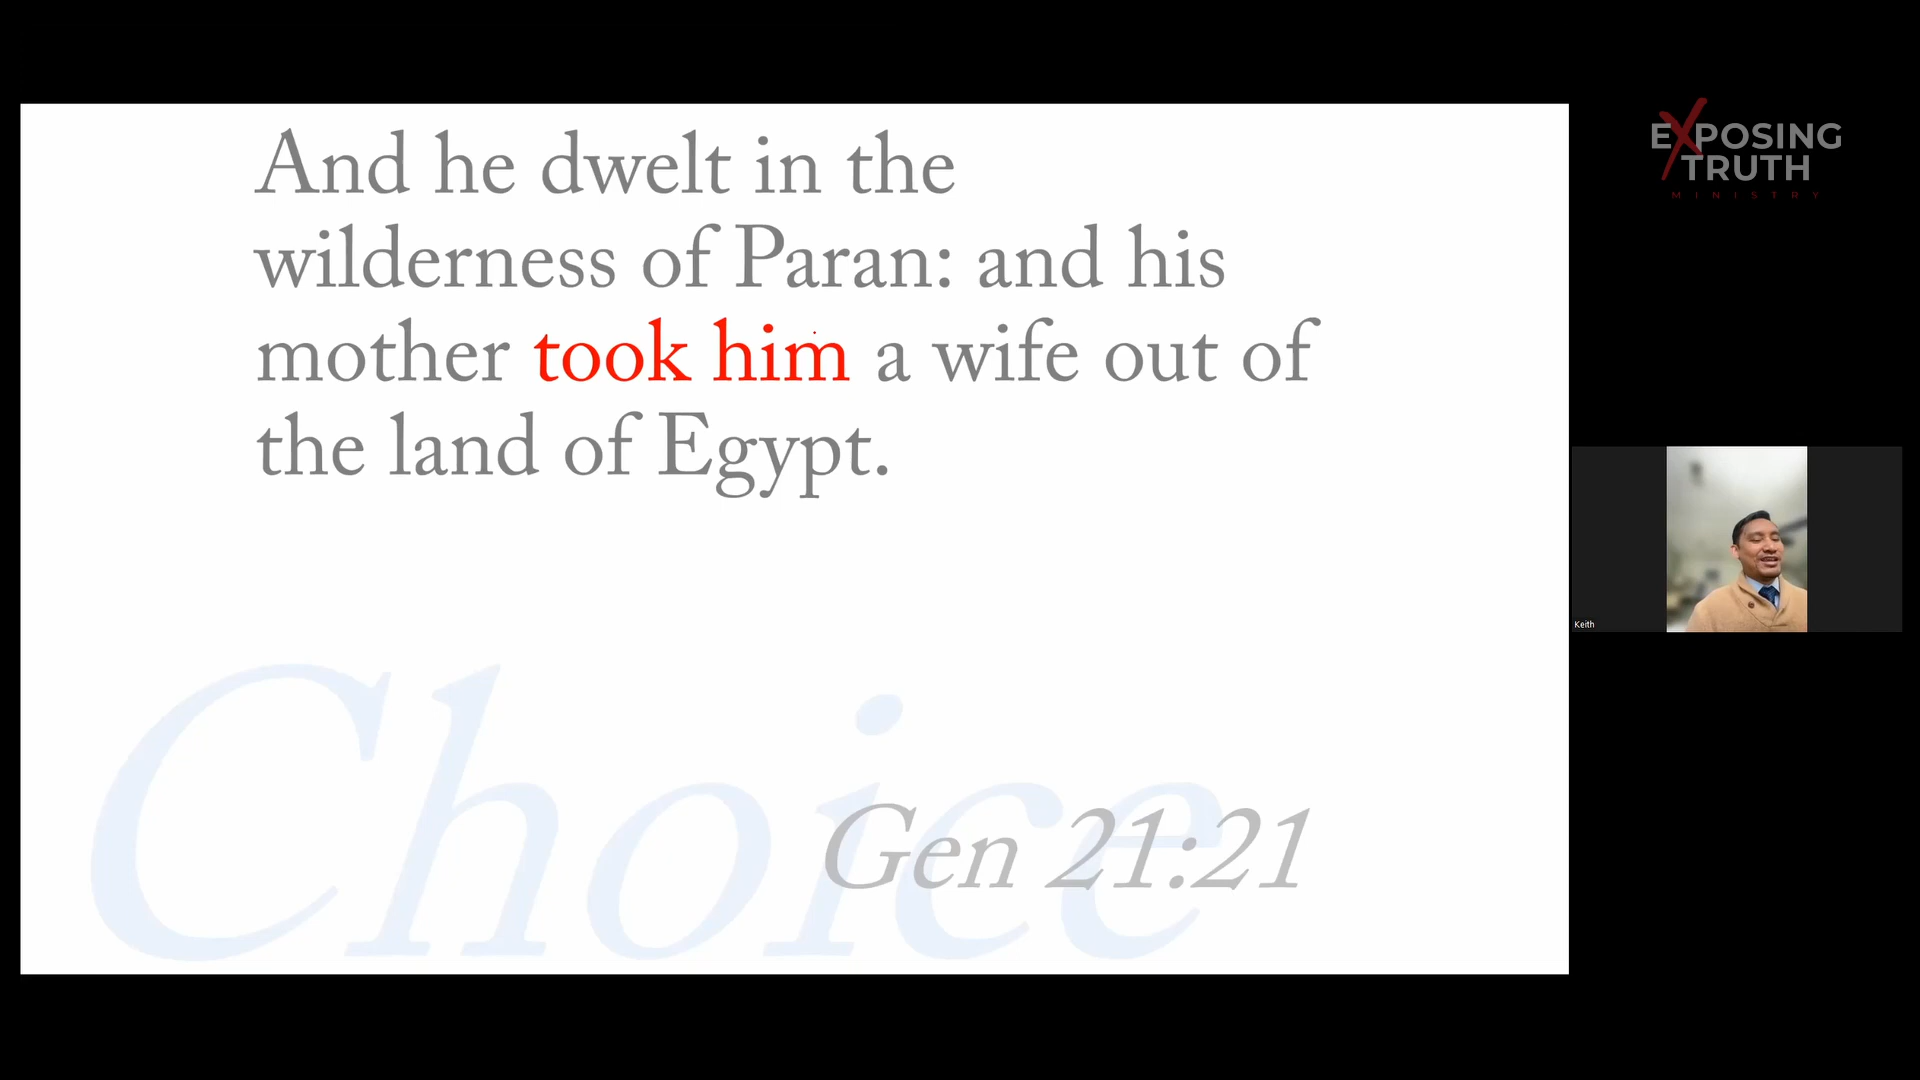 And he dwelt in the
wilderness of Paran: and his
mother took him a wife out of
the land of Egypt.
Choice
Gen 21:21
EXPOSING
TRUTH
MINISTRY
Keith